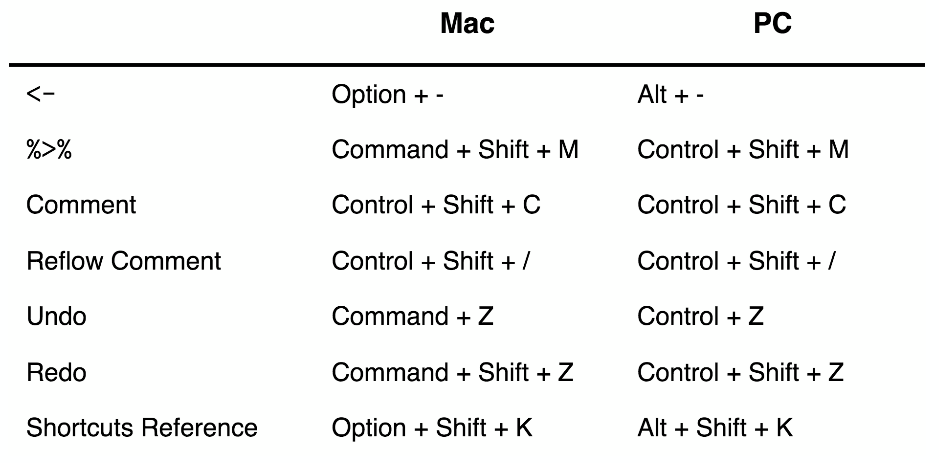 Mac PC
<- Option + - Alt + -
%>% Command + Shift + M Control + Shift + M
Comment Control + Shift + C Control + Shift + C
Reflow Comment Control + Shift + / Control + Shift + /
Undo Command + Z Control + Z
Redo Command + Shift + Z Control + Shift + Z
Shortcuts Reference Option + Shift + K Alt + Shift + K